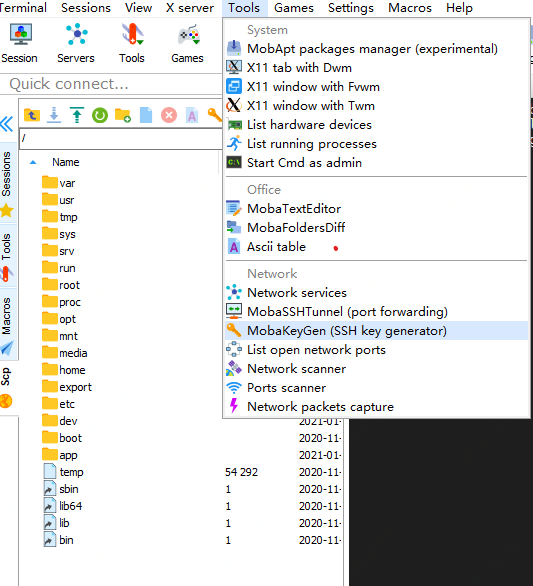 Terminal Sessions View X server Tools Games Settings Macros Help
Session Servers Tools Games
Quick connect...
System
MobApt packages manager (experimental)
X11 tab with Dwm
X11 window with Fvwm
X11 window with Twm
List hardware devices
List running processes
Start Cmd as admin
Office
MobaTextEditor
MobaFoldersDiff
Ascii table
Network
Network services
MobaSSHTunnel (port forwarding)
MobaKeyGen (SSH key generator)
List open network ports
Network scanner
Ports scanner
Network packets capture
Sessions
Tools
Macros
Scp
/
Name
var
usr
tmp
sys
srv
run
root
proc
opt
mnt
media
home
export
etc
dev 2021-01-
boot 2020-11-
app 2021-01-
temp 54 292 2020-11-
sbin 1 2020-11-
lib64 1 2020-11-
lib 1 2020-11-
bin 1 2020-11-